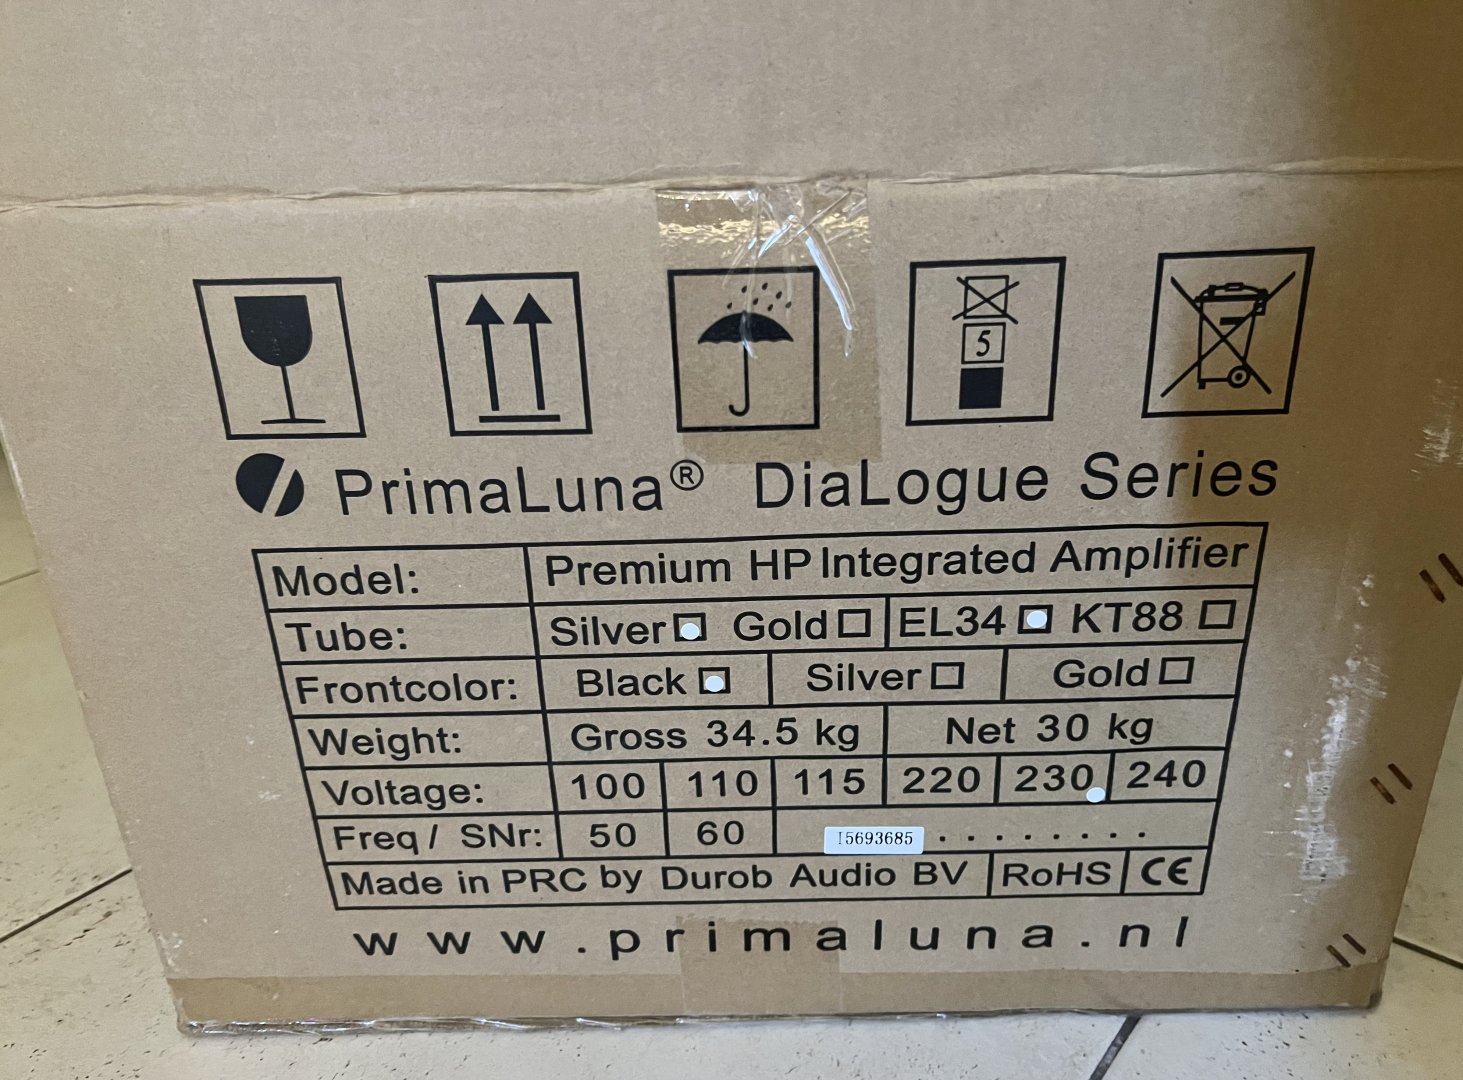 5
PrimaLuna® DiaLogue Series
Model: Premium HP Integrated Amplifier
Tube: Silver Gold EL34 KT88
Frontcolor: Black Silver Gold
Weight: Gross 34.5 kg Net 30 kg
Voltage: 100 110 115 220 230 240
Freq/ SNr: 50 60 I5693685 . . . . . . . .
Made in PRC by Durob Audio BV RoHS CE
www.primaluna.nl